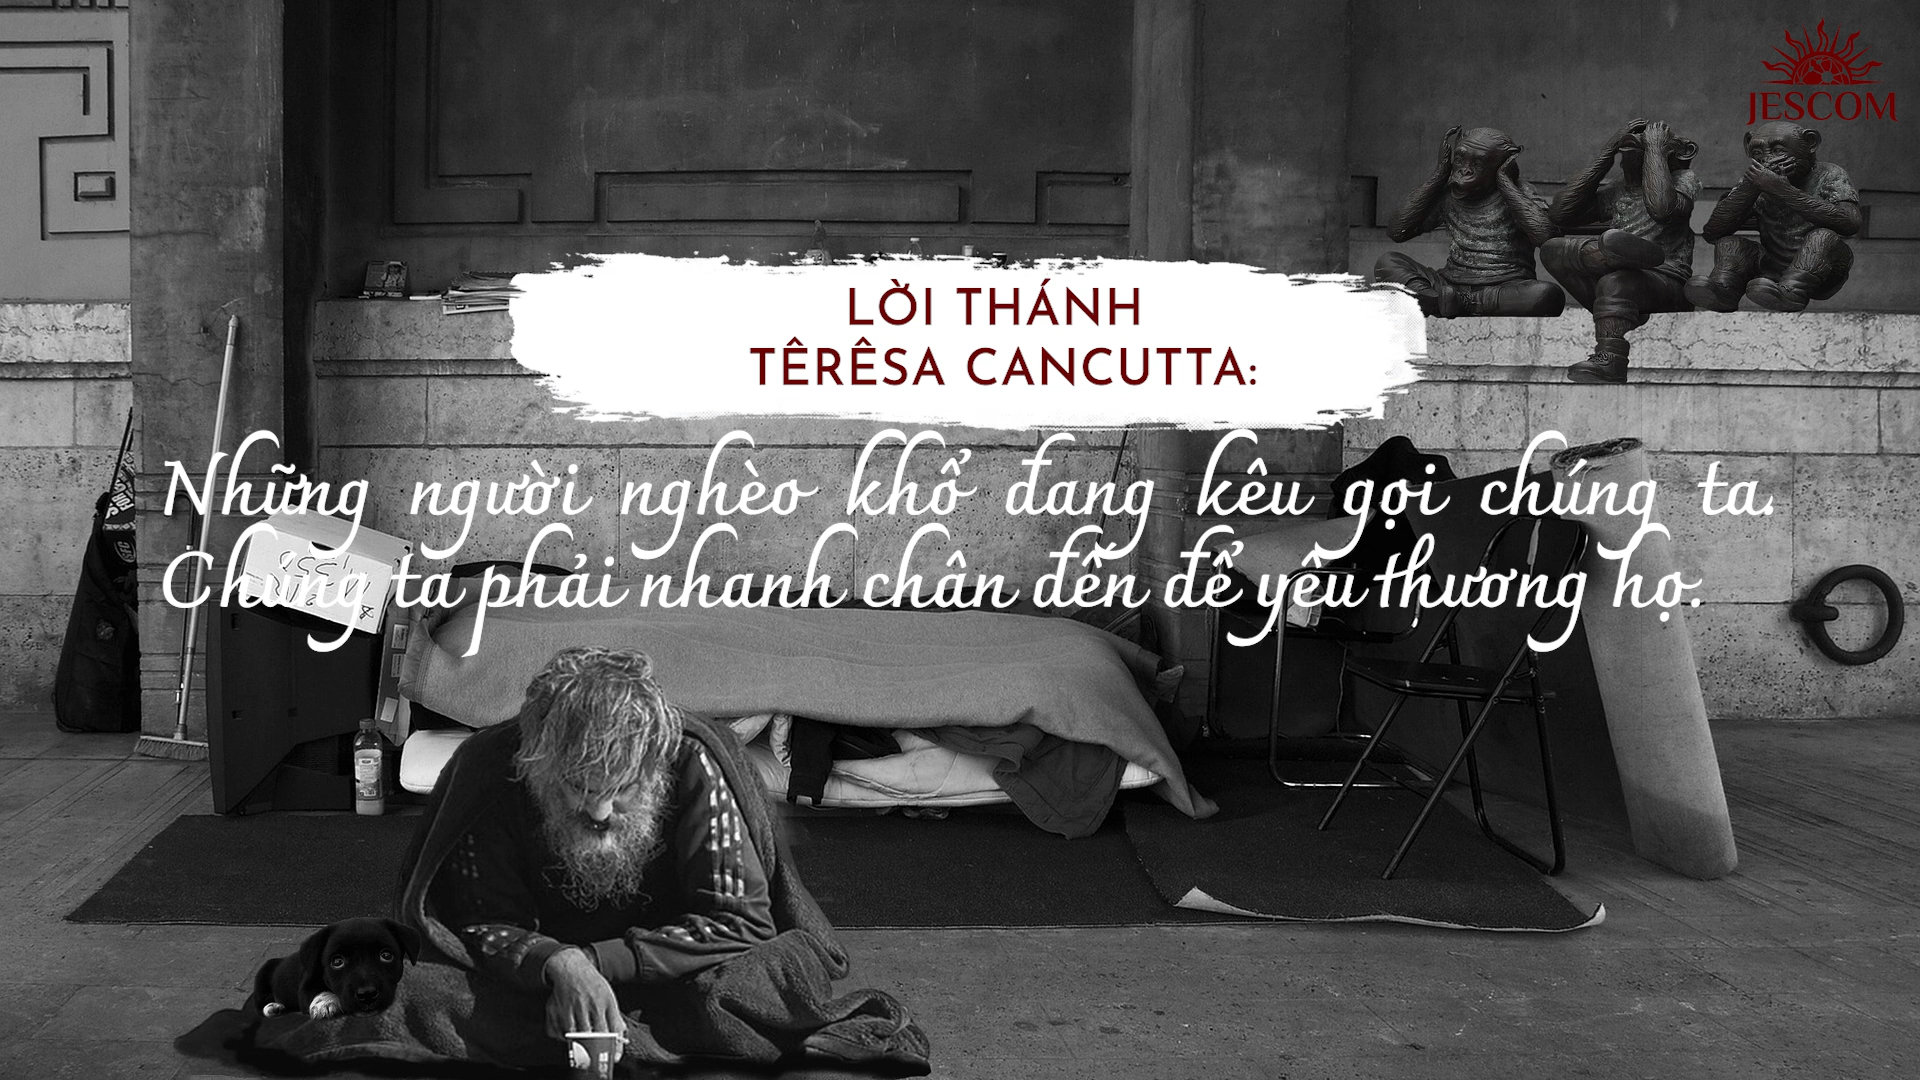 JESCOM
LỜI THÁNH
TÊRÊSA CANCUTTA:
Những người nghèo khổ đang kêu gọi chúng ta.
Chúng ta phải nhanh chân đến để yêu thương họ.